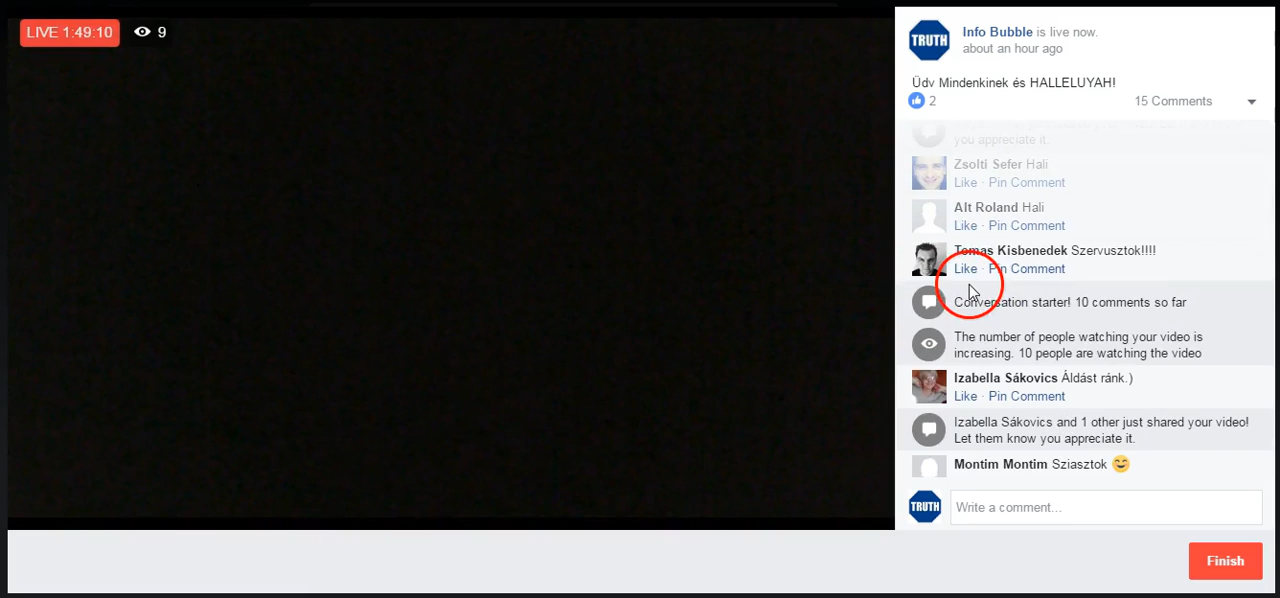 LIVE 1:49:10
9
TRUTH
Info Bubble is live now.
about an hour ago
Üdv Mindenkinek és HALLELUYAH!
2
15 Comments
you appreciate it.
Zsolti Sefer Hali
Like · Pin Comment
Alt Roland Hali
Like · Pin Comment
Tomas Kisbenedek Szervusztok!!!!
Like · Pin Comment
Conversation starter! 10 comments so far
The number of people watching your video is
increasing. 10 people are watching the video
Izabella Sákovics Áldást ránk.)
Like · Pin Comment
Izabella Sákovics and 1 other just shared your video!
Let them know you appreciate it.
Montim Montim Sziasztok 😄
TRUTH
Write a comment...
Finish